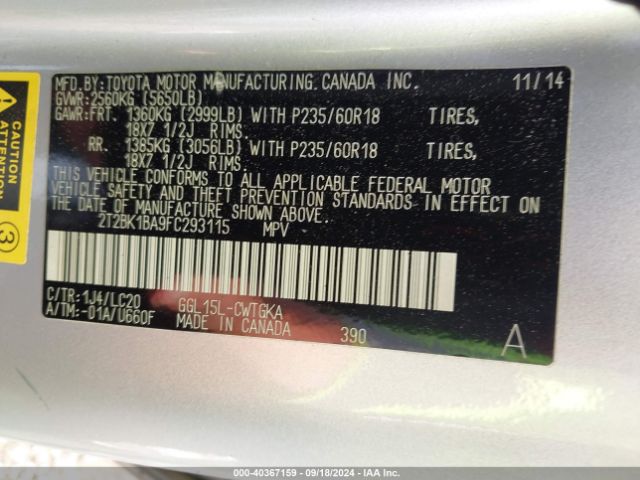 CAUTION
ATTENTION
3
MFD.BY:TOYOTA MOTOR MANUFACTURING CANADA INC. 11/14
GVWR:2560KG (5650LB)
GAWR:FRT. 1360KG (2999LB) WITH P235/60R18 TIRES,
18X7 1/2J RIMS.
RR. 1385KG (3056LB) WITH P235/60R18 TIRES,
18X7 1/2J RIMS.
THIS VEHICLE CONFORMS TO ALL APPLICABLE FEDERAL MOTOR
VEHICLE SAFETY AND THEFT PREVENTION STANDARDS IN EFFECT ON
THE DATE OF MANUFACTURE SHOWN ABOVE.
2T2BK1BA9FC293115 MPV
C/TR:1J4/LC20 GGL15L-CWTGKA
A/TM:-01A/U660F MADE IN CANADA 390 A
000-40367159 - 09/18/2024 - IAA Inc.